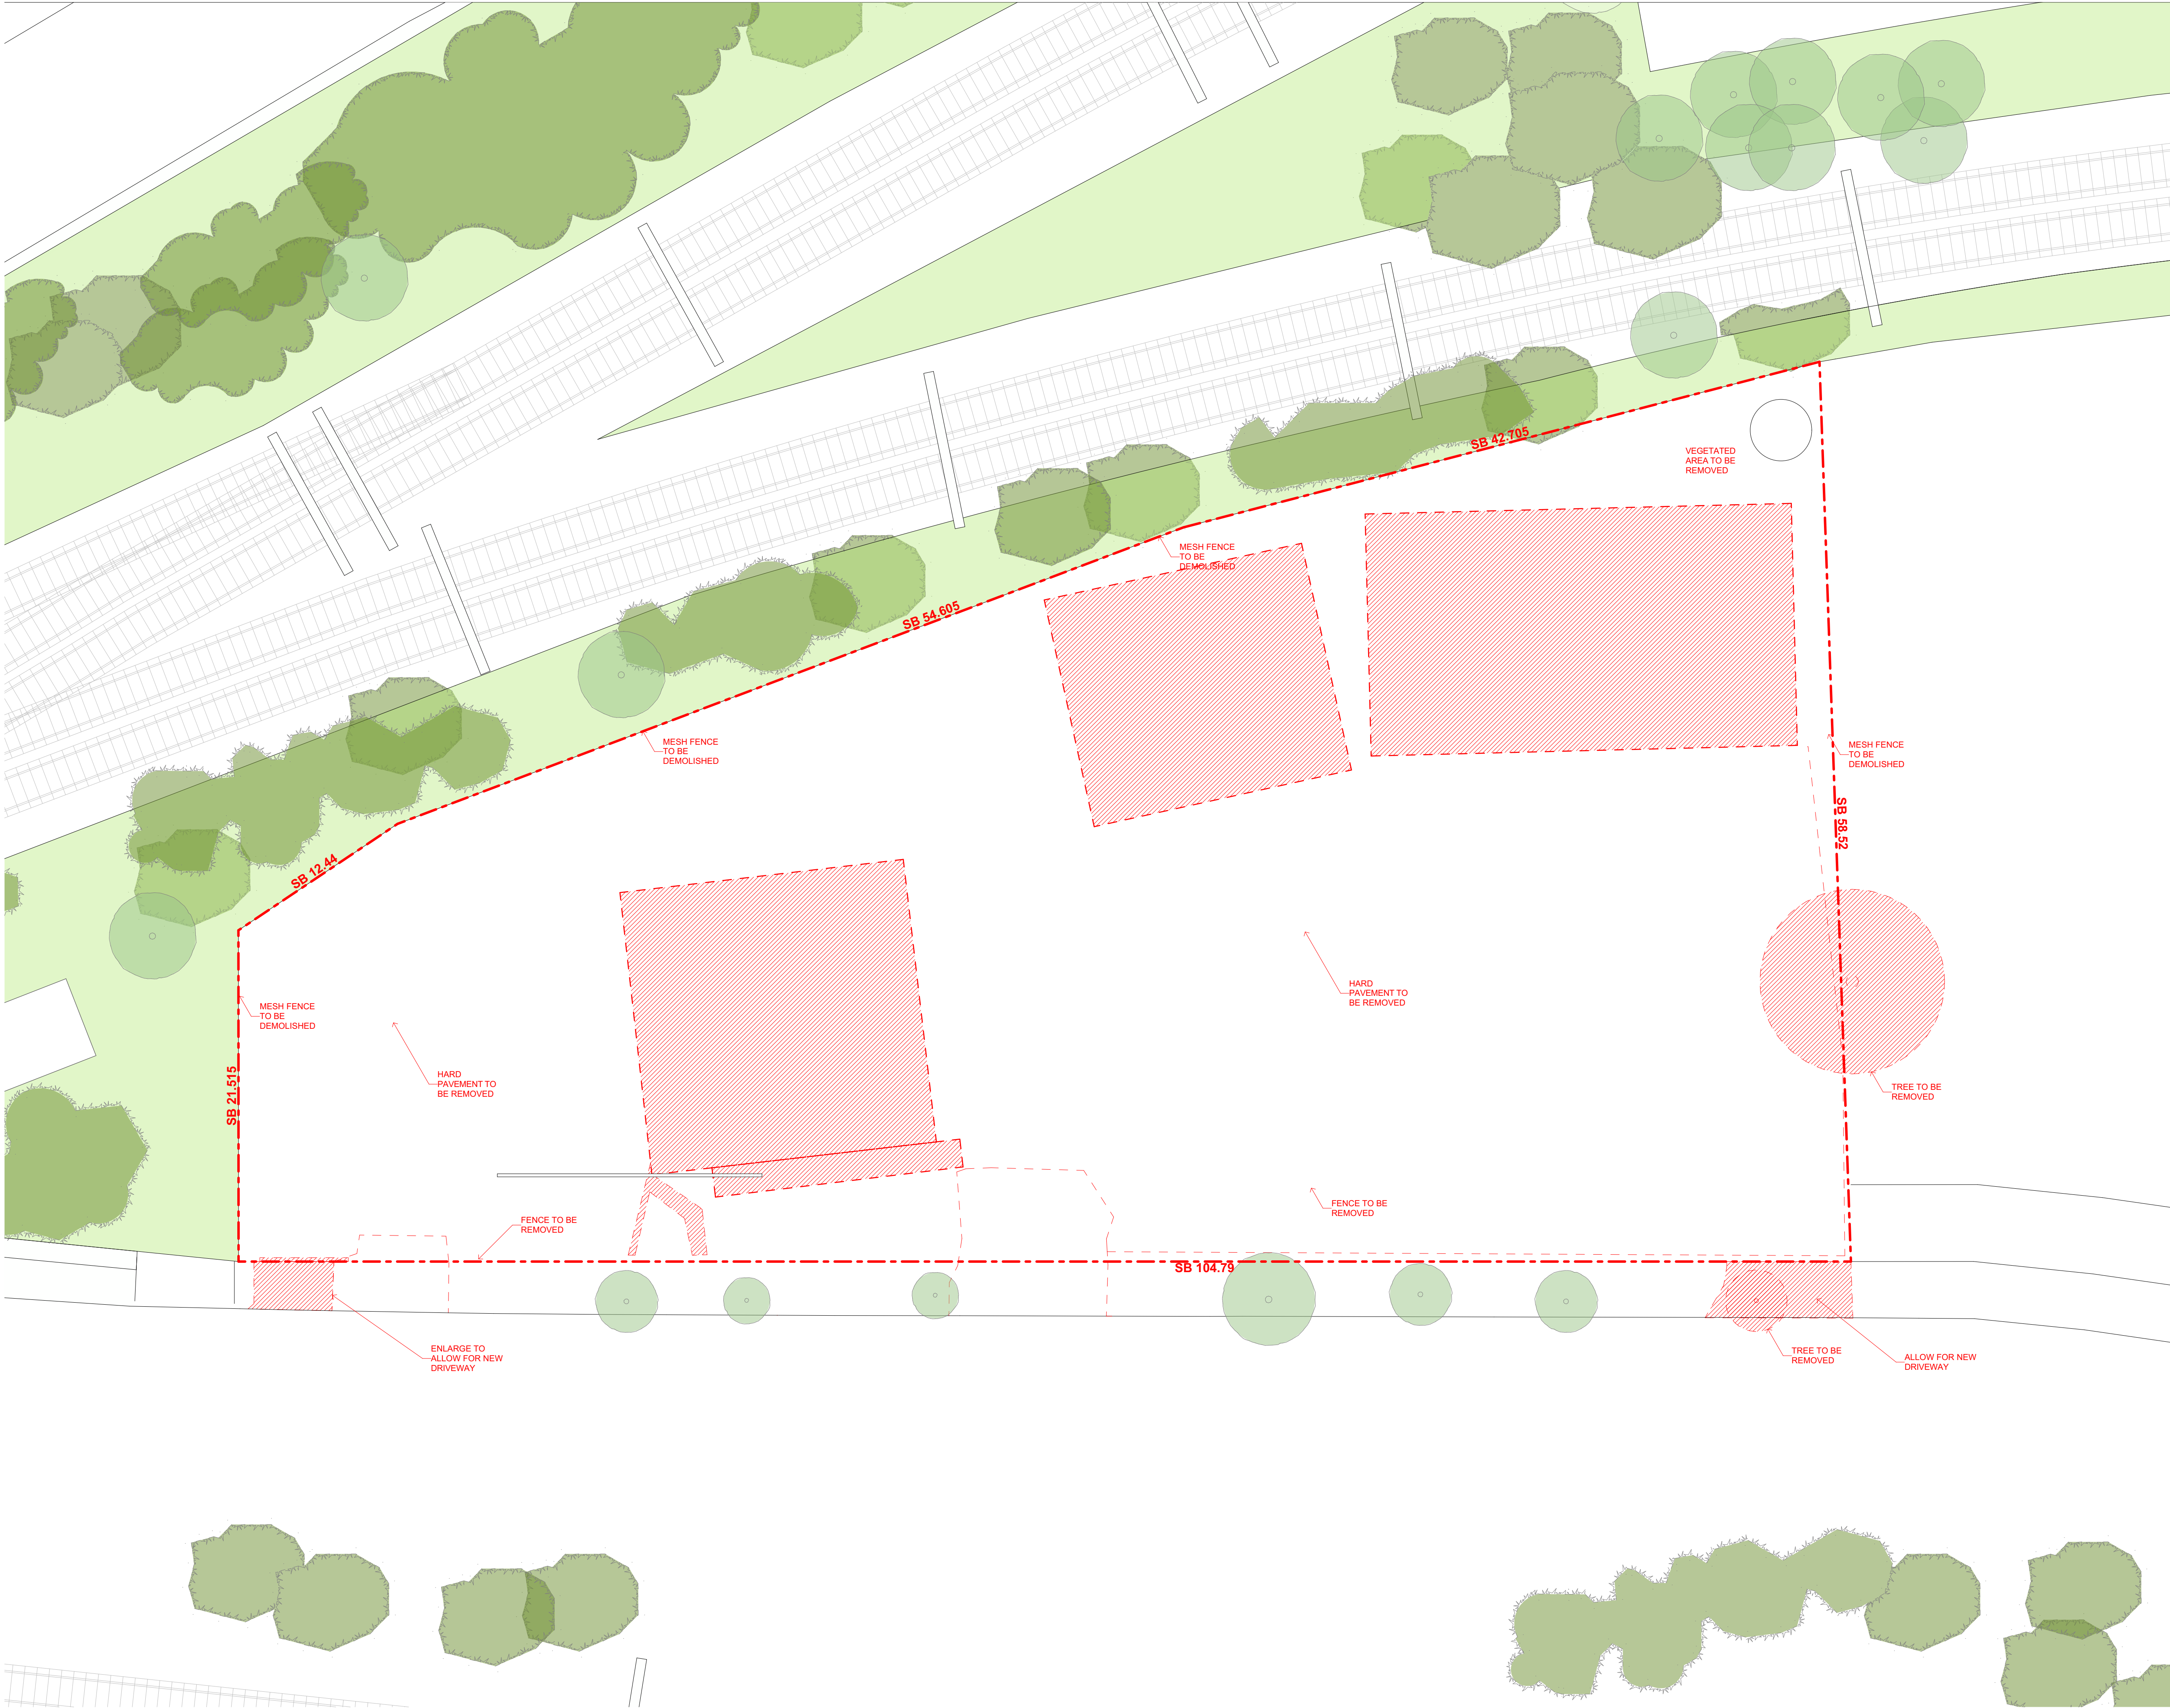 SB 42.705
VEGETATED
AREA TO BE
REMOVED
MESH FENCE
TO BE
DEMOLISHED
SB 54.605
MESH FENCE
TO BE
DEMOLISHED
MESH FENCE
TO BE
DEMOLISHED
SB 58.52
SB 12.44
HARD
PAVEMENT TO
BE REMOVED
MESH FENCE
TO BE
DEMOLISHED
HARD
PAVEMENT TO
BE REMOVED
SB 21.515
TREE TO BE
REMOVED
FENCE TO BE
REMOVED
FENCE TO BE
REMOVED
SB 104.79
ENLARGE TO
ALLOW FOR NEW
DRIVEWAY
TREE TO BE
REMOVED
ALLOW FOR NEW
DRIVEWAY